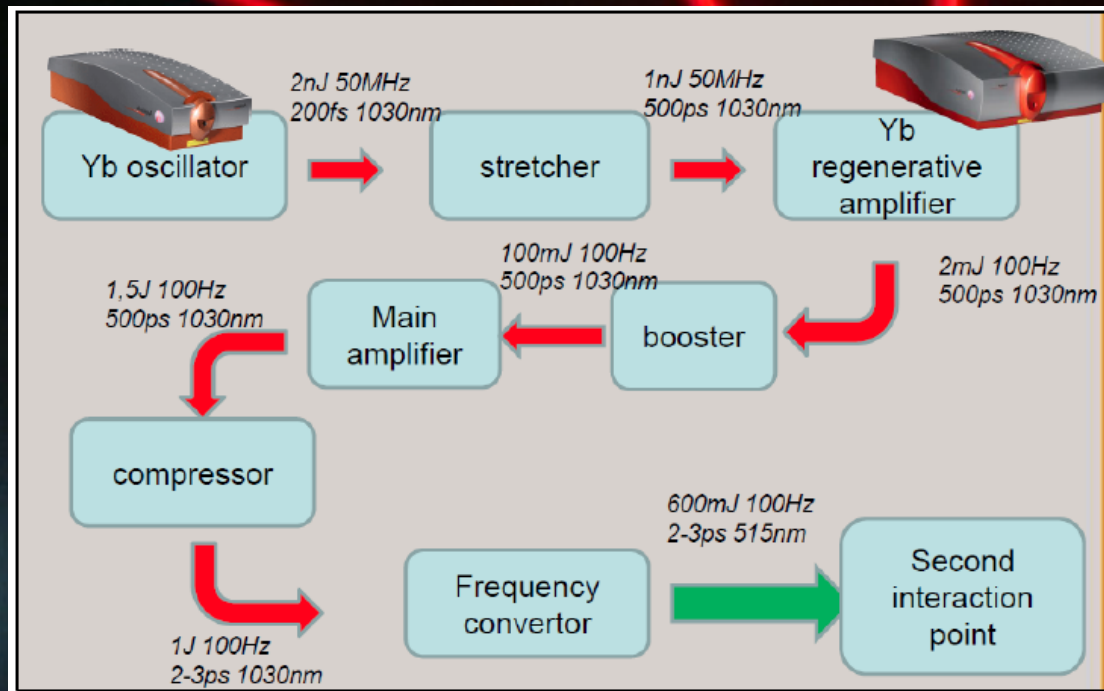 2nJ 50MHz
200fs 1030nm
1nJ 50MHz
500ps 1030nm
Yb oscillator
stretcher
Yb
regenerative
amplifier
2mJ 100Hz
500ps 1030nm
booster
100mJ 100Hz
500ps 1030nm
Main
amplifier
1,5J 100Hz
500ps 1030nm
compressor
1J 100Hz
2-3ps 1030nm
Frequency
convertor
600mJ 100Hz
2-3ps 515nm
Second
interaction
point